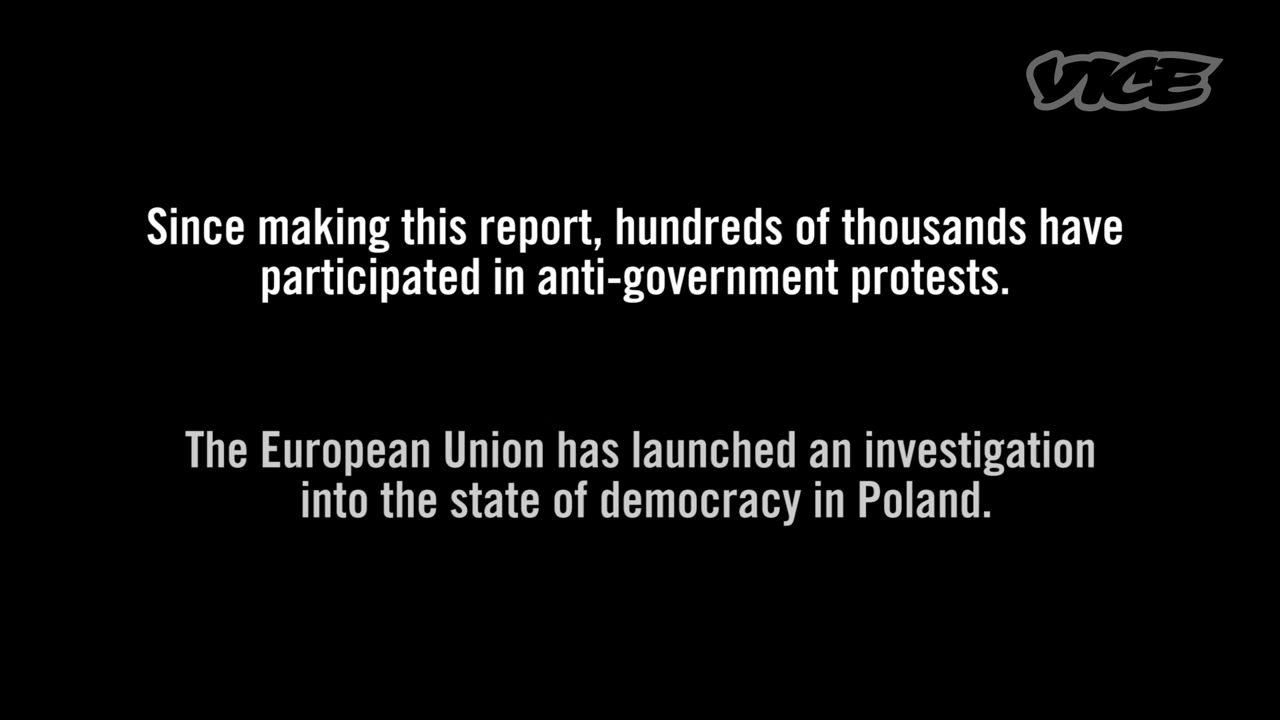 VICE
Since making this report, hundreds of thousands have
participated in anti-government protests.
The European Union has launched an investigation
into the state of democracy in Poland.